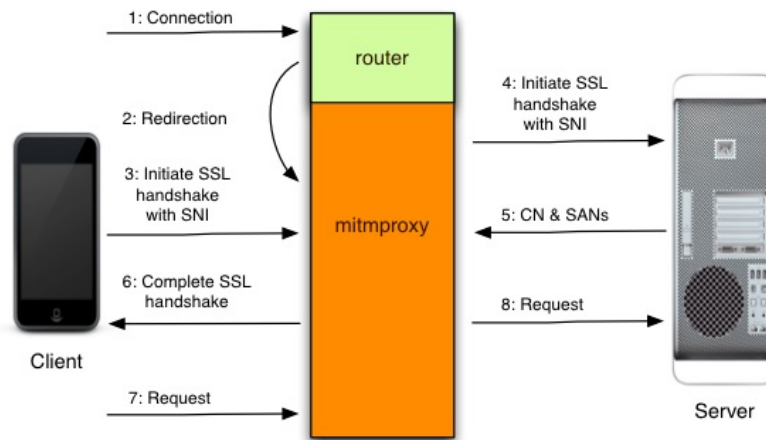 1: Connection
router
2: Redirection
3: Initiate SSL
handshake
with SNI
4: Initiate SSL
handshake
with SNI
mitmproxy
5: CN & SANs
6: Complete SSL
handshake
7: Request
8: Request
Client
Server